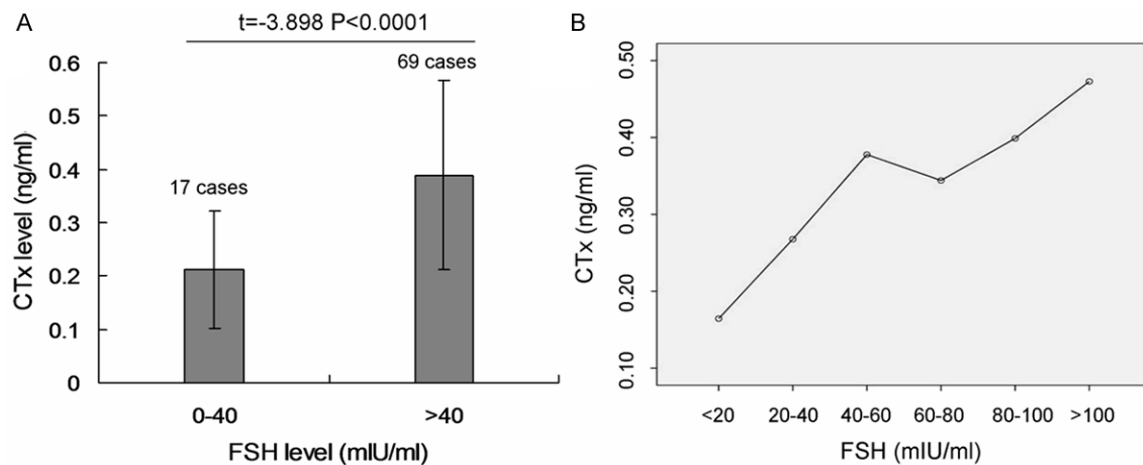 A
t=-3.898 P<0.0001
69 cases
17 cases
0.6
0.5
0.4
0.3
0.2
0.1
0
CTx level (ng/ml)
0-40
>40
FSH level (mIU/ml)
B
0.50
0.40
0.30
0.20
0.10
CTx (ng/ml)
<20 20-40 40-60 60-80 80-100 >100
FSH (mIU/ml)